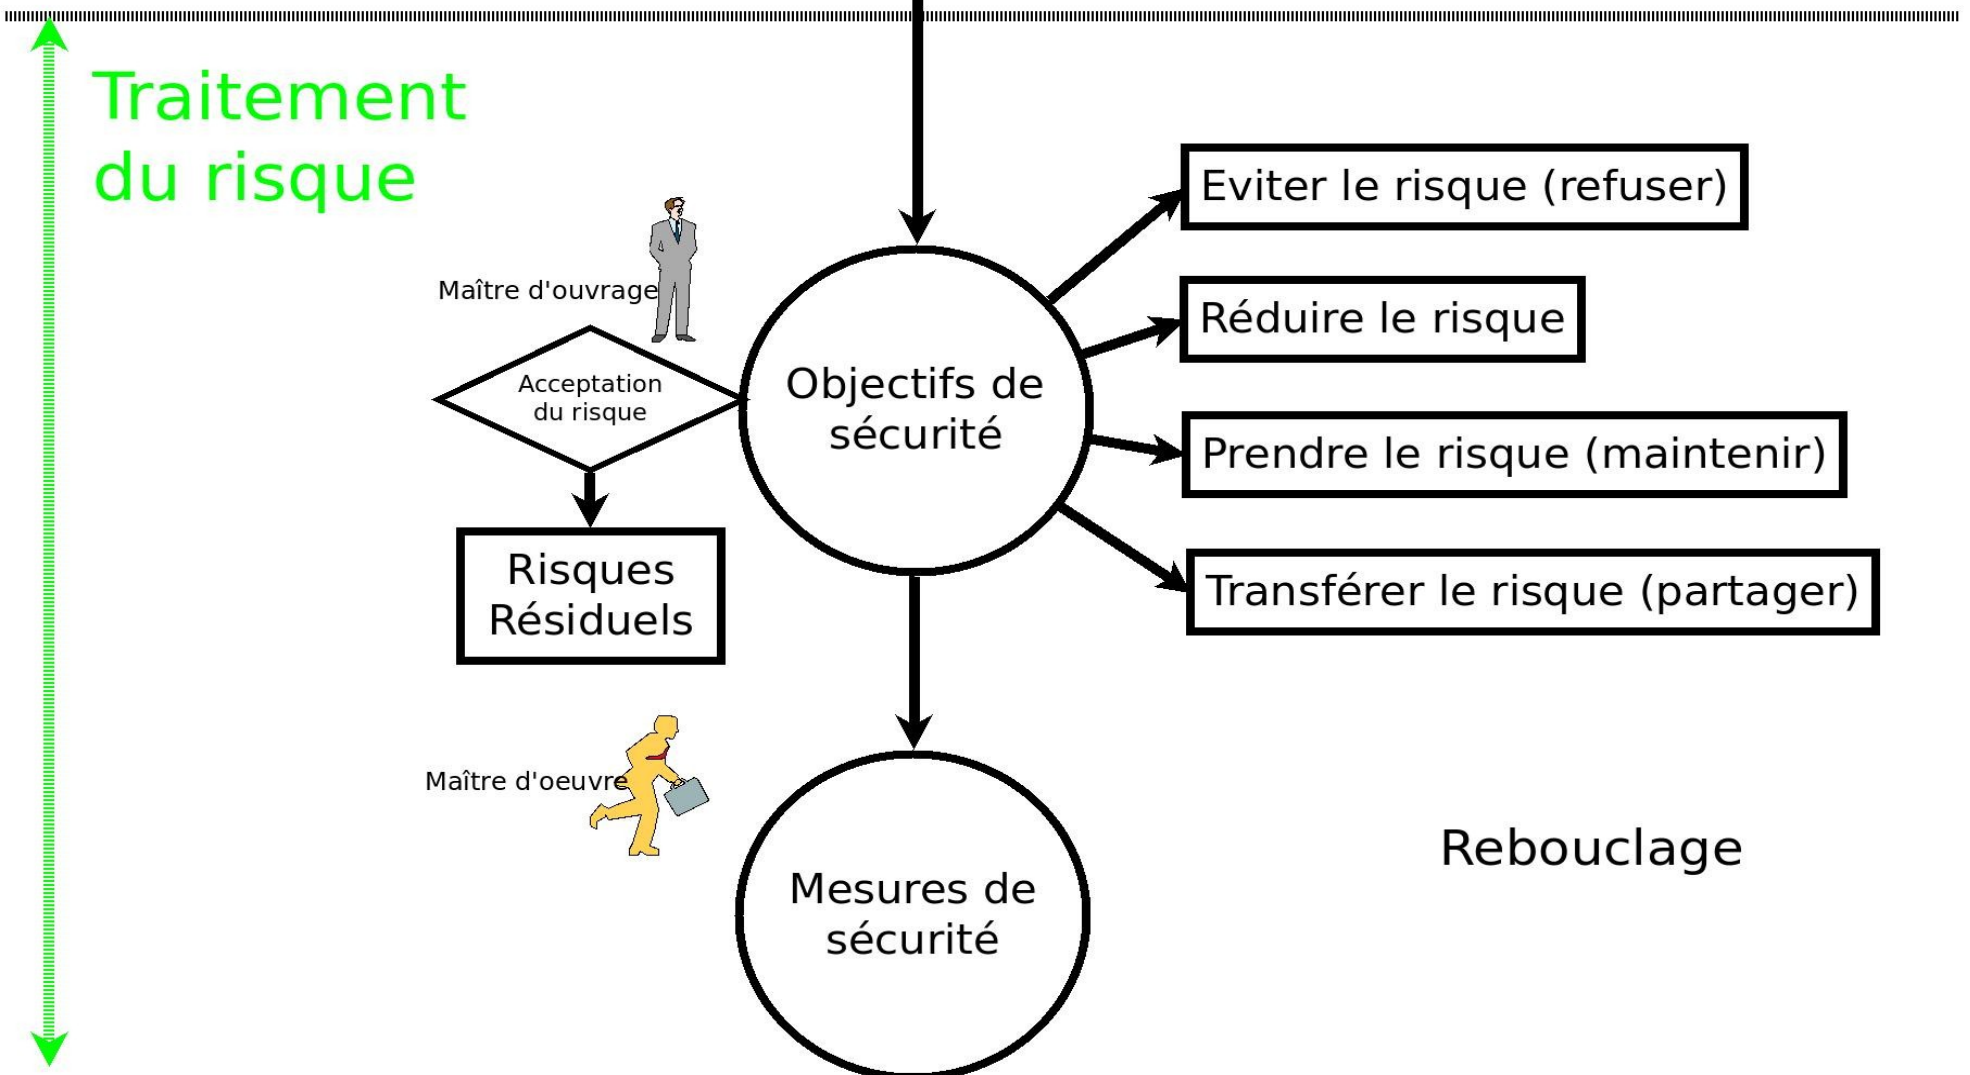 Traitement
du risque
Eviter le risque (refuser)
Maître d'ouvrage
Réduire le risque
Acceptation
du risque
Objectifs de
sécurité
Prendre le risque (maintenir)
Risques
Résiduels
Transférer le risque (partager)
Maître d'oeuvre
Rebouclage
Mesures de
sécurité